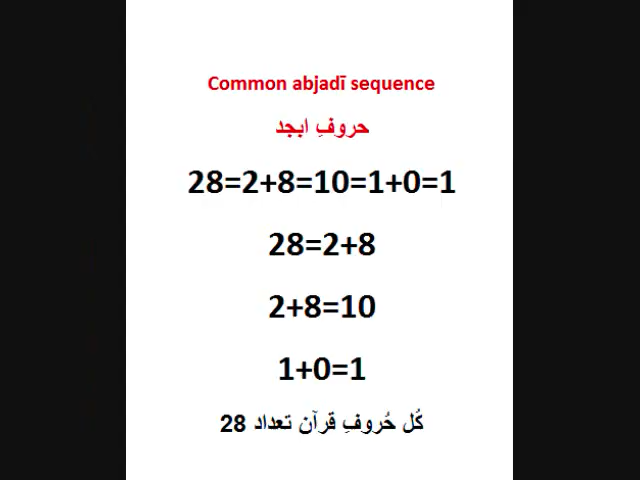 Common abjadī sequence
حروفِ ابجد
28=2+8=10=1+0=1
28=2+8
2+8=10
1+0=1
کُل حُروفِ قرآن تعداد 28